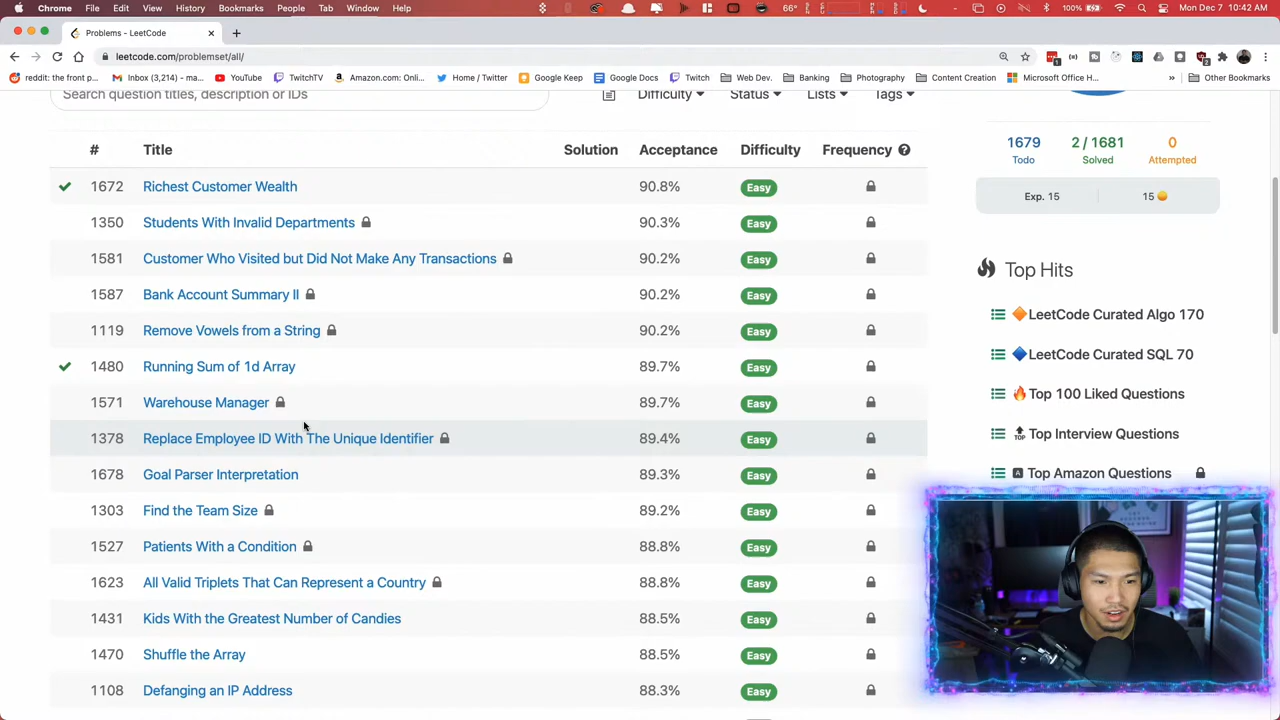 Chrome File Edit View History Bookmarks People Tab Window Help 66° 100% Mon Dec 7 10:42 AM
Problems - LeetCode
leetcode.com/problemset/all/
reddit: the front p... Inbox (3,214) - ma... YouTube TwitchTV Amazon.com: Onli... Home / Twitter Google Keep Google Docs Twitch Web Dev. Banking Photography Content Creation Microsoft Office H... » Other Bookmarks
Search question titles, description or IDs Difficulty Status Lists Tags
# Title Solution Acceptance Difficulty Frequency
1672 Richest Customer Wealth 90.8% Easy
1350 Students With Invalid Departments 90.3% Easy
1581 Customer Who Visited but Did Not Make Any Transactions 90.2% Easy
1587 Bank Account Summary II 90.2% Easy
1119 Remove Vowels from a String 90.2% Easy
1480 Running Sum of 1d Array 89.7% Easy
1571 Warehouse Manager 89.7% Easy
1378 Replace Employee ID With The Unique Identifier 89.4% Easy
1678 Goal Parser Interpretation 89.3% Easy
1303 Find the Team Size 89.2% Easy
1527 Patients With a Condition 88.8% Easy
1623 All Valid Triplets That Can Represent a Country 88.8% Easy
1431 Kids With the Greatest Number of Candies 88.5% Easy
1470 Shuffle the Array 88.5% Easy
1108 Defanging an IP Address 88.3% Easy
1679 2 / 1681 0
Todo Solved Attempted
Exp. 15 15
Top Hits
LeetCode Curated Algo 170
LeetCode Curated SQL 70
Top 100 Liked Questions
Top Interview Questions
Top Amazon Questions